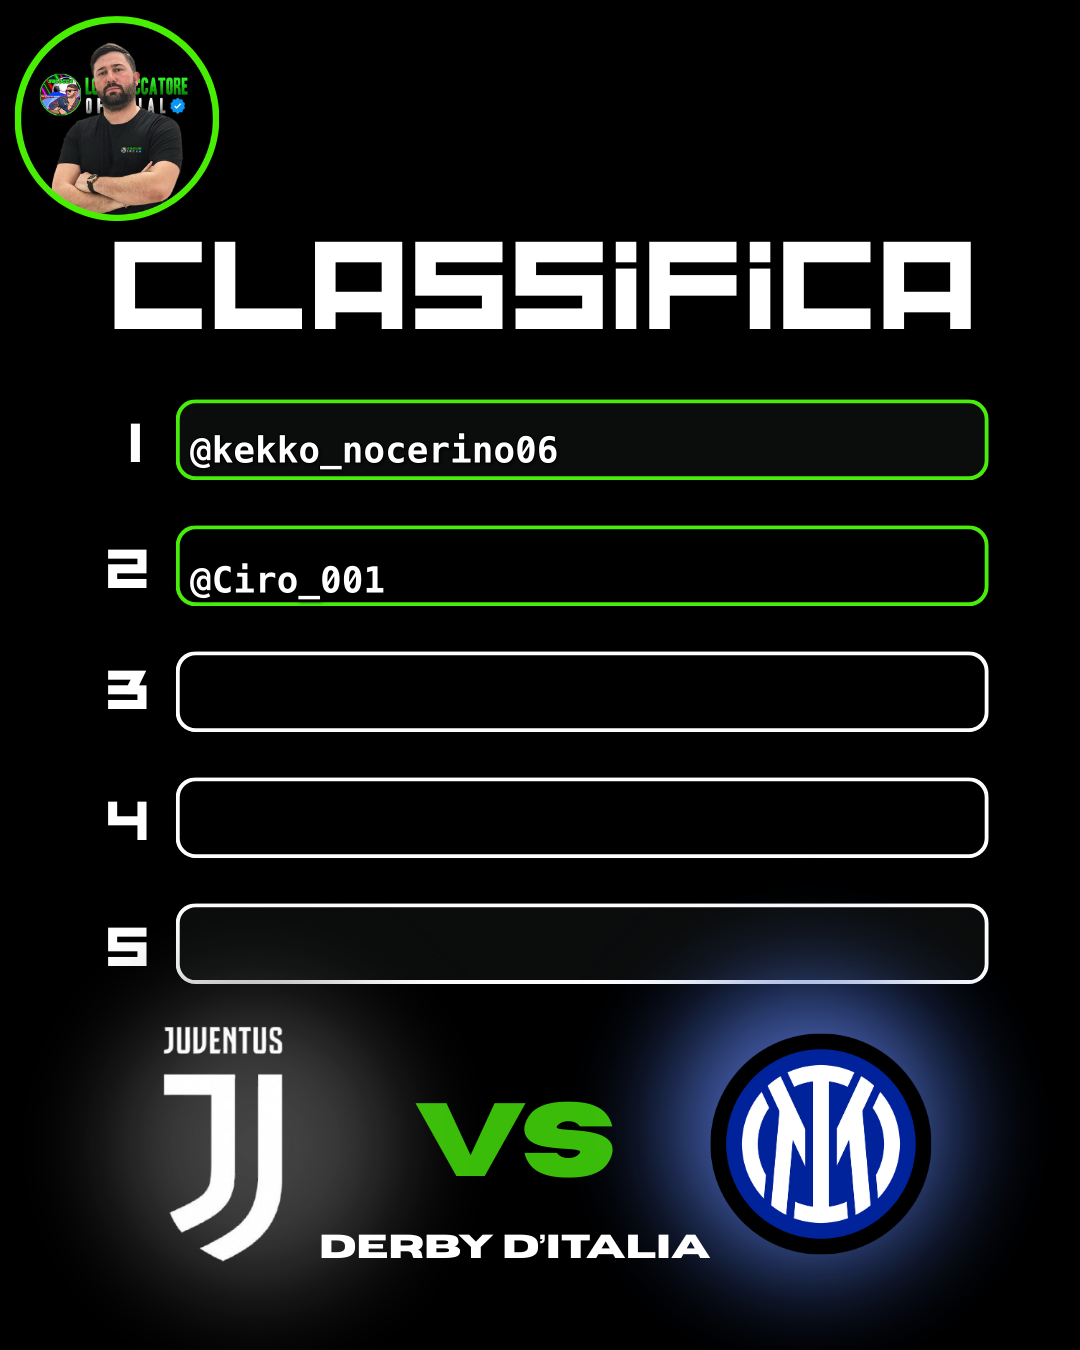 CLASSiFiCA
1
@kekko_nocerino06
2
@Ciro_001
3
4
5
JUVENTUS
VS
DERBY D'ITALIA